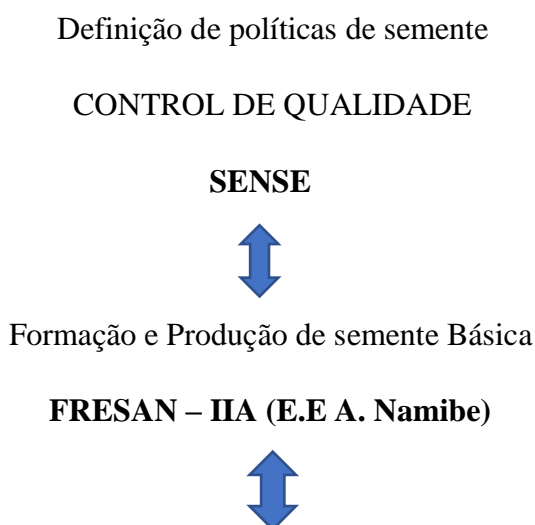 Definição de políticas de semente
CONTROL DE QUALIDADE
SENSE
Formação e Produção de semente Básica
FRESAN – IIA (E.E A. Namibe)